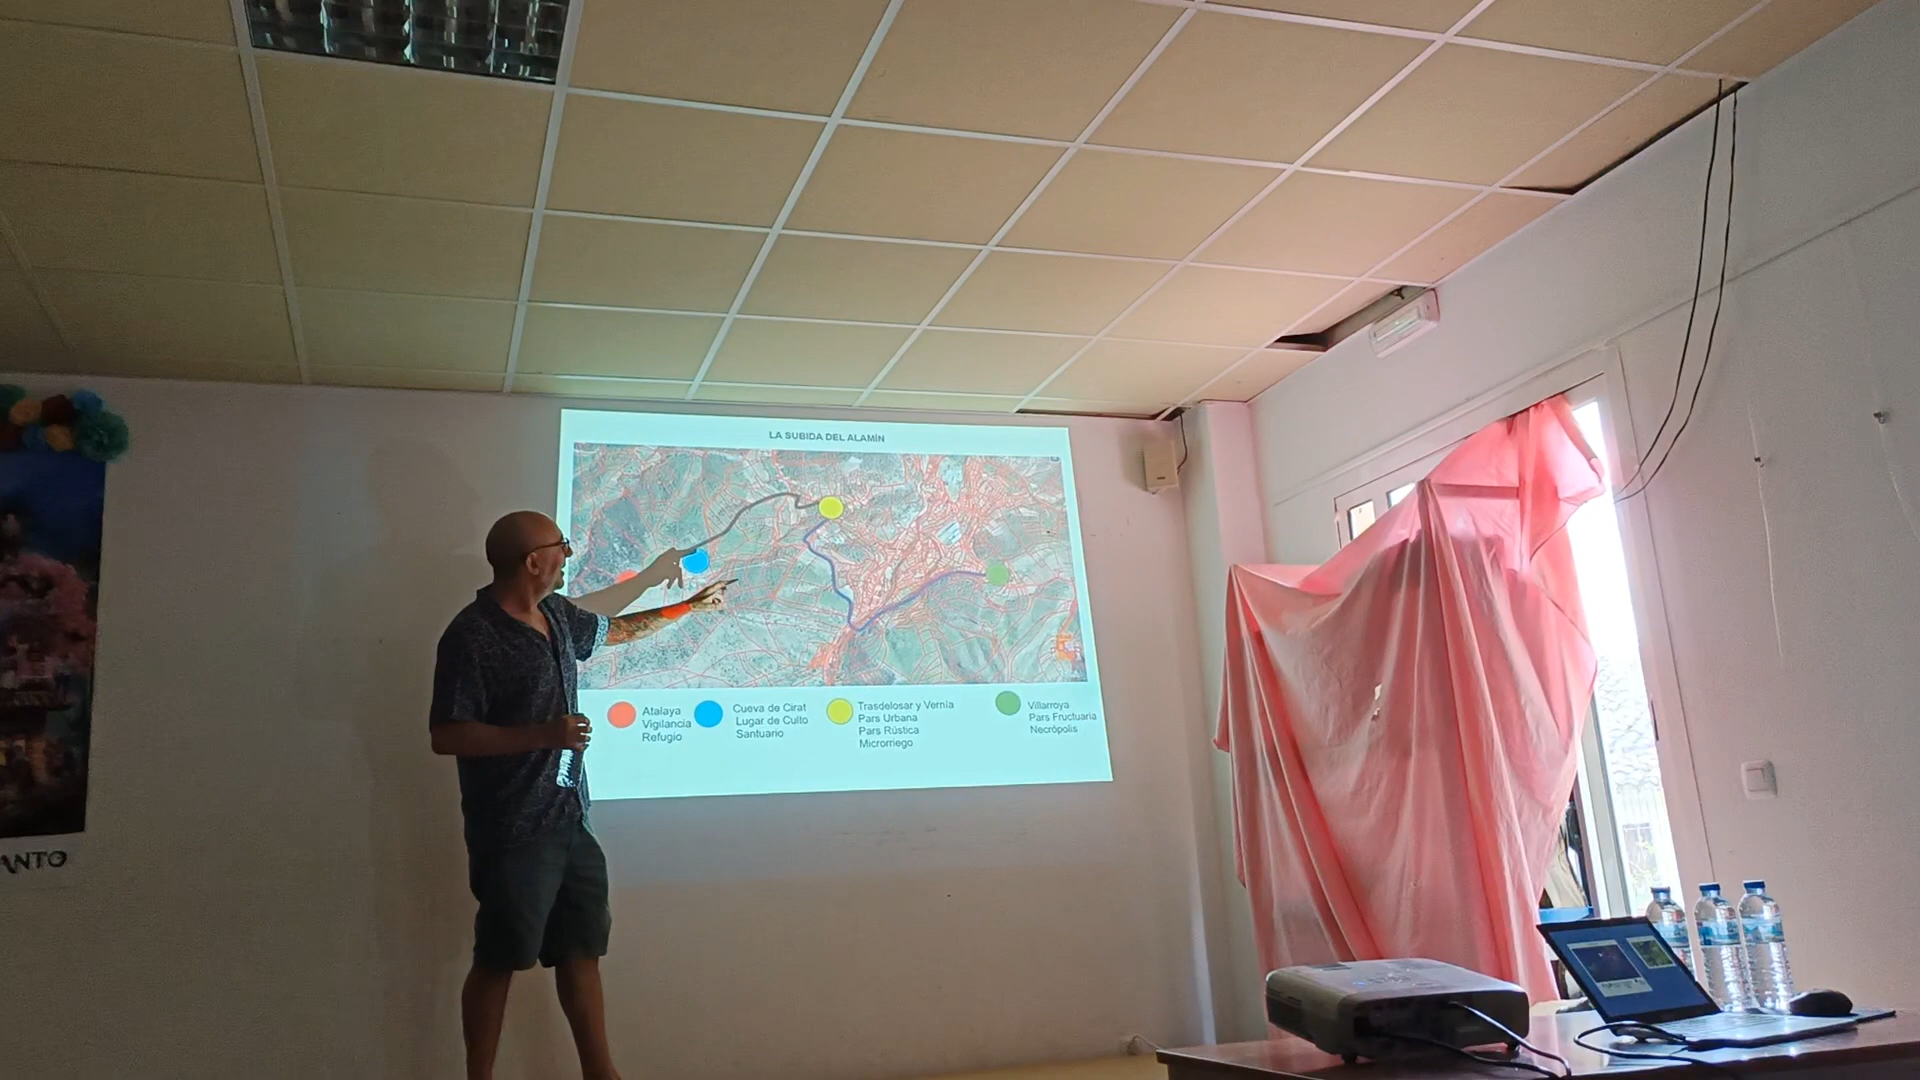 LA SUBIDA DEL ALAMÍN
Atalaya
Vigilancia
Refugio
Cueva de Cirat
Lugar de Culto
Santuario
Trasdelosar y Vernia
Pars Urbana
Pars Rústica
Microrriego
Villarroya
Pars Fructuaria
Necrópolis
ANTO